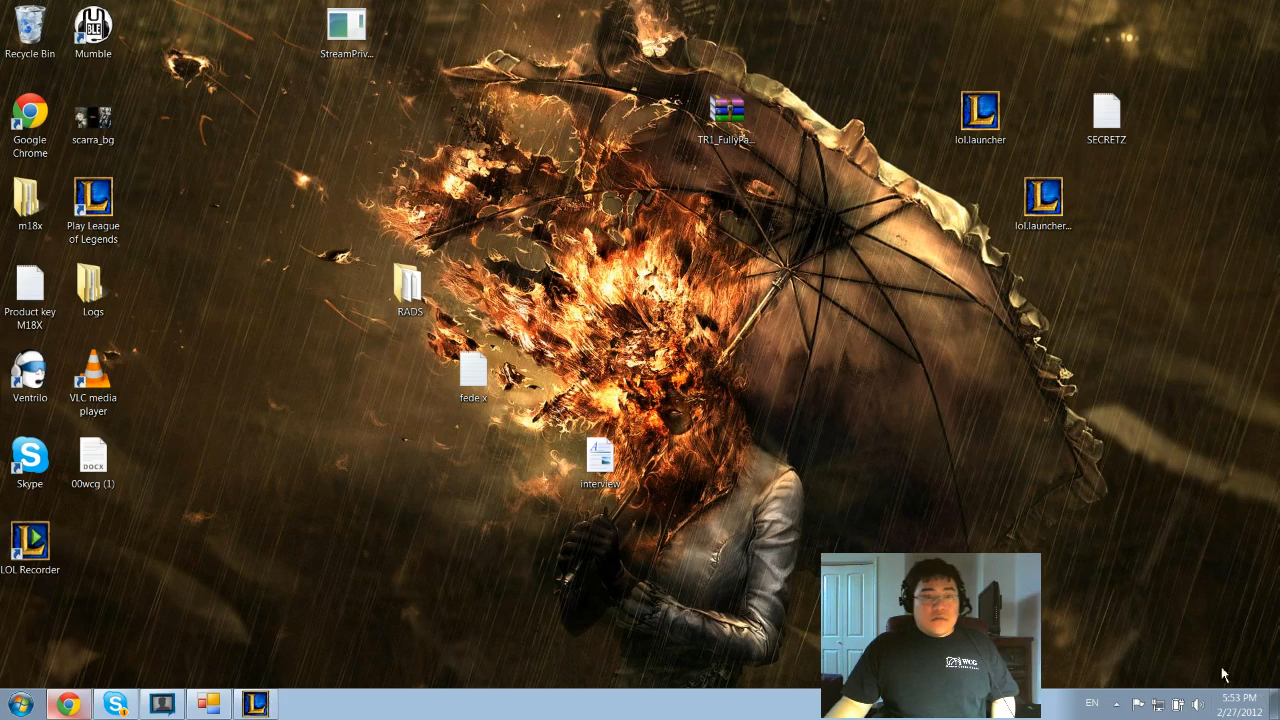 Recycle Bin
Mumble
StreamPriv...
Google
Chrome
scarra_bg
TR1_FullyPa...
lol.launcher
SECRETZ
m18x
Play League
of Legends
lol.launcher...
Product key
M18X
Logs
RADS
Ventrilo
VLC media
player
fede x
Skype
DOCX
00wcg (1)
interview
LOL Recorder
WCG
EN
5:53 PM
2/27/2012